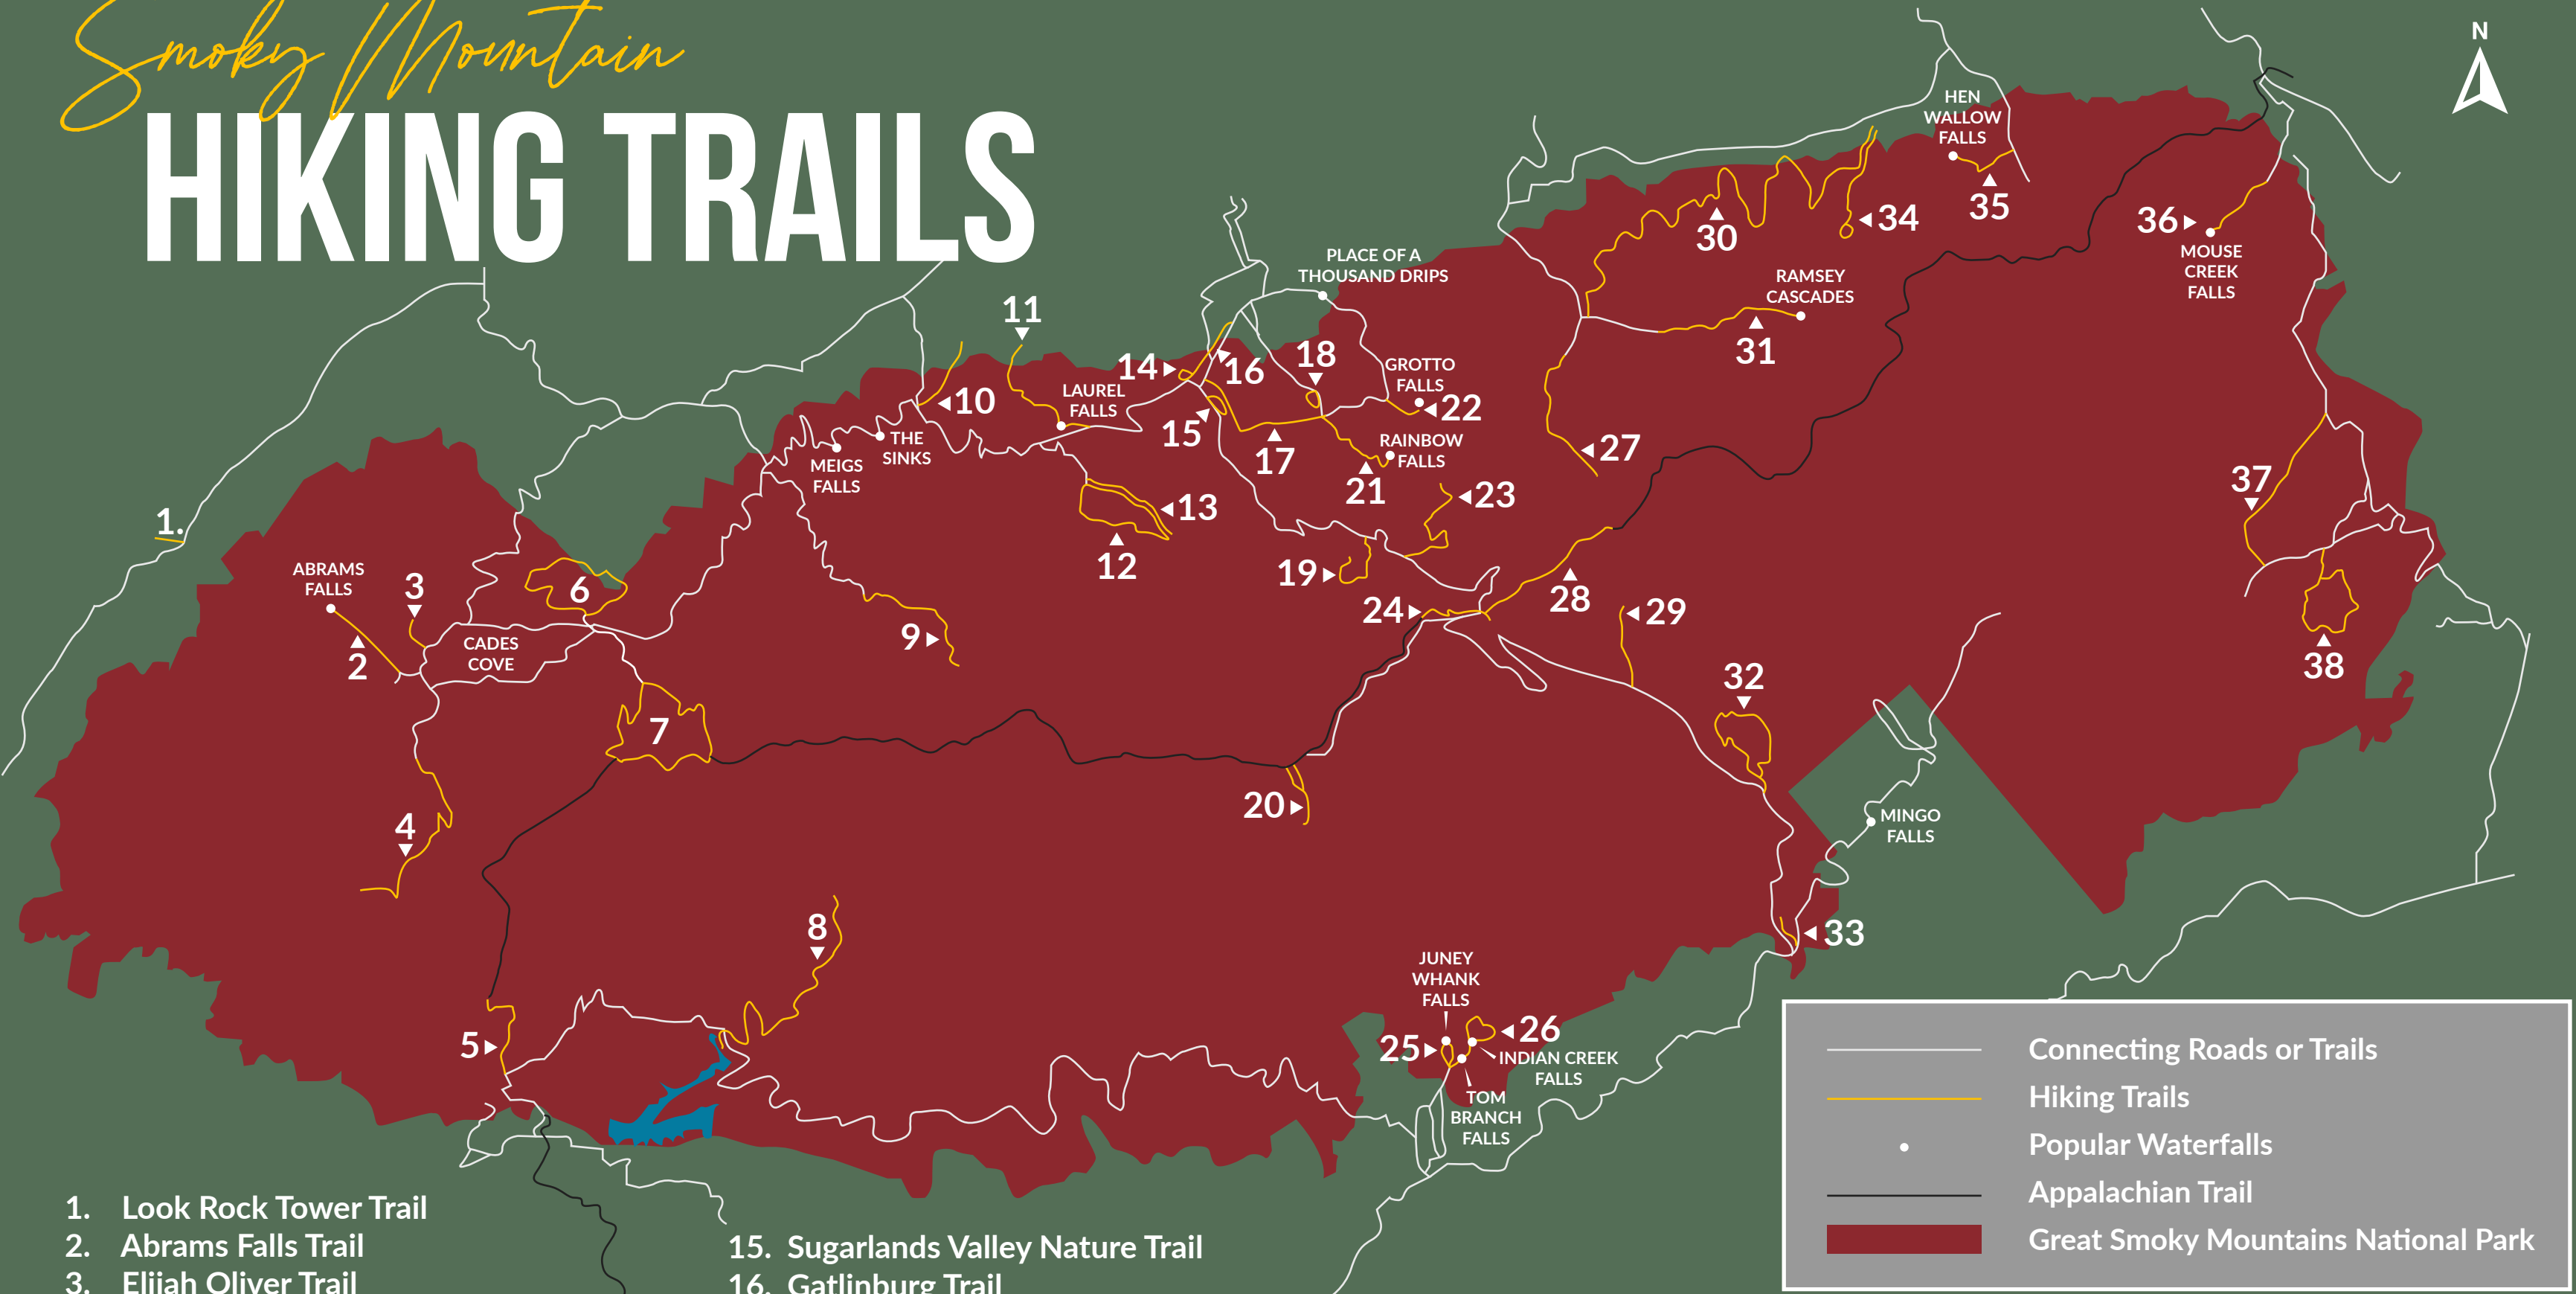 Smoky Mountain
HIKING TRAILS
N
HEN
WALLOW
FALLS
35
34
30
36
MOUSE
CREEK
FALLS
PLACE OF A
THOUSAND DRIPS
RAMSEY
CASCADES
31
11
14
16
18
GROTTO
FALLS
22
10
LAUREL
FALLS
15
17
RAINBOW
FALLS
21
27
THE
SINKS
MEIGS
FALLS
23
13
12
37
1.
ABRAMS
FALLS
3
6
2
CADES
COVE
9
19
24
28
29
38
32
7
20
4
MINGO
FALLS
8
33
5
JUNEY
WHANK
FALLS
25
26
INDIAN CREEK
FALLS
TOM
BRANCH
FALLS
Connecting Roads or Trails
Hiking Trails
Popular Waterfalls
Appalachian Trail
Great Smoky Mountains National Park
1. Look Rock Tower Trail
2. Abrams Falls Trail
3. Elijah Oliver Trail
15. Sugarlands Valley Nature Trail
16. Gatlinburg Trail